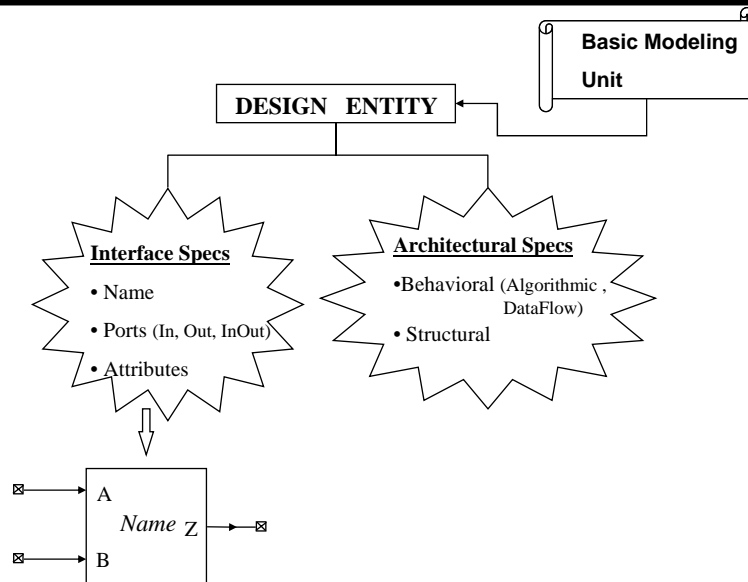 Basic Modeling
Unit
DESIGN ENTITY
Interface Specs
• Name
• Ports (In, Out, InOut)
• Attributes
Architectural Specs
•Behavioral (Algorithmic ,
DataFlow)
• Structural
A
Name Z
B